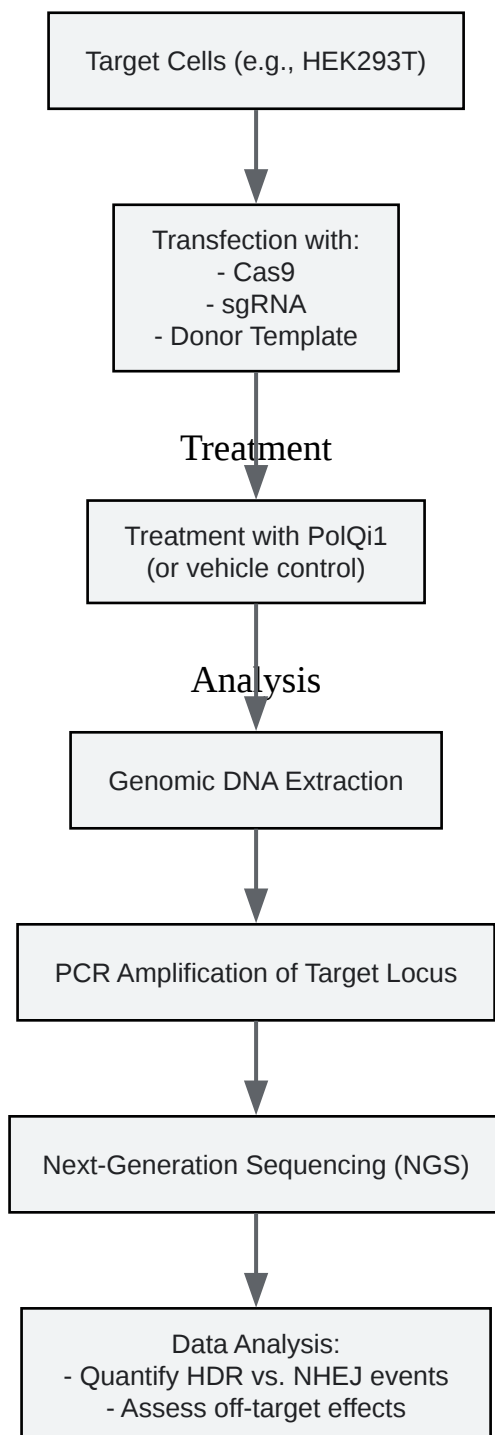 Target Cells (e.g., HEK293T)
Transfection with:
- Cas9
- sgRNA
- Donor Template
Treatment
Treatment with PolQi1
(or vehicle control)
Analysis
Genomic DNA Extraction
PCR Amplification of Target Locus
Next-Generation Sequencing (NGS)
Data Analysis:
- Quantify HDR vs. NHEJ events
- Assess off-target effects